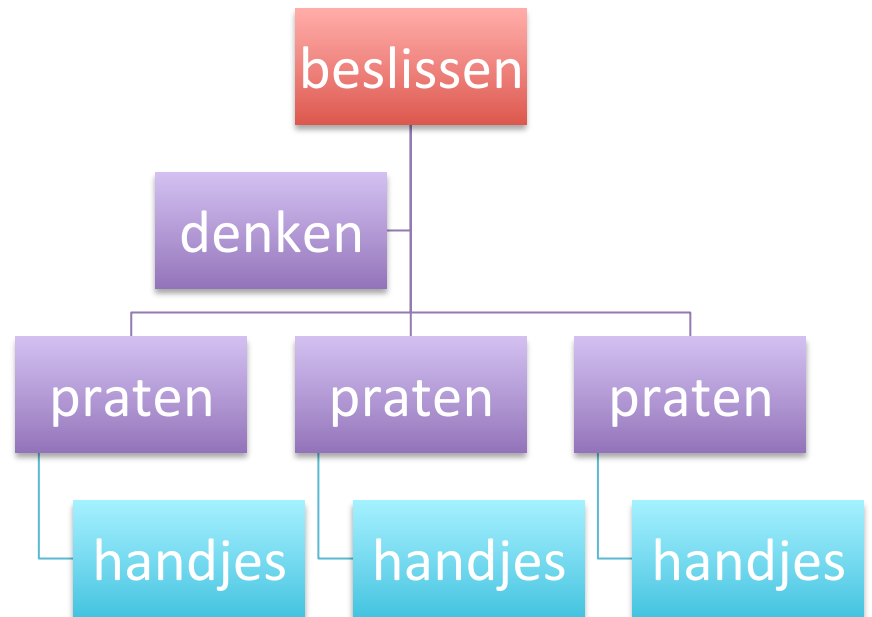 beslissen
denken
praten
praten
praten
handjes
handjes
handjes